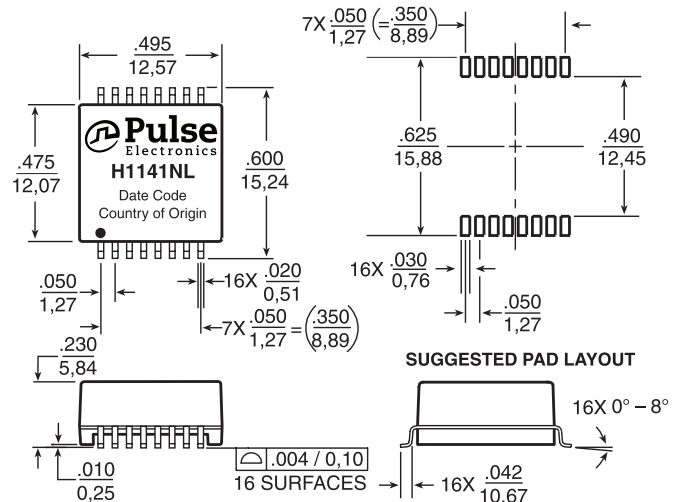 .495
12,57
Pulse
Electronics
H1141NL
Date Code
Country of Origin
.475
12,07
.600
15,24
.050
1,27
16X .020
0,51
7X .050 = (.350)
1,27 (8,89)
7X .050 (= .350)
1,27 (8,89)
.625
15,88
.490
12,45
16X .030
0,76
.050
1,27
SUGGESTED PAD LAYOUT
.230
5,84
.010
0,25
.004 / 0,10
16 SURFACES
16X 0° – 8°
16X .042
10,67